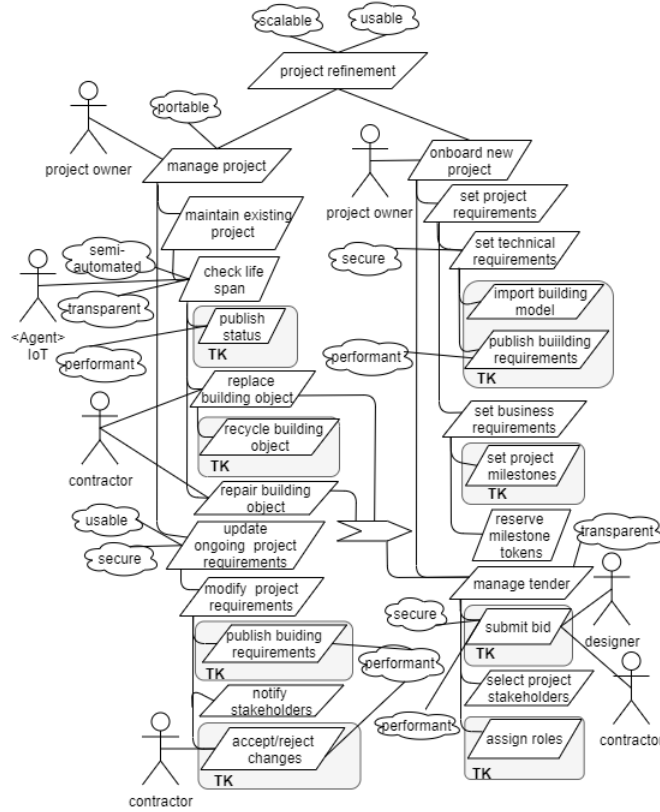 scalable
usable
project refinement
portable
project owner
manage project
onboard new
project
project owner
maintain existing
project
set project
requirements
semi-
automated
check life
span
secure
set technical
requirements
transparent
<Agent>
IoT
publish
status
TK
performant
import building
model
performant
publish buiilding
requirements
TK
replace
building object
contractor
recycle building
object
TK
set business
requirements
set project
milestones
TK
repair building
object
usable
secure
update
ongoing project
requirements
reserve
milestone
tokens
transparent
modify project
requirements
manage tender
secure
submit bid
TK
designer
publish buiding
requirements
TK
performant
notify
stakeholders
select project
stakeholders
contractor
performant
accept/reject
changes
TK
contractor
assign roles
TK